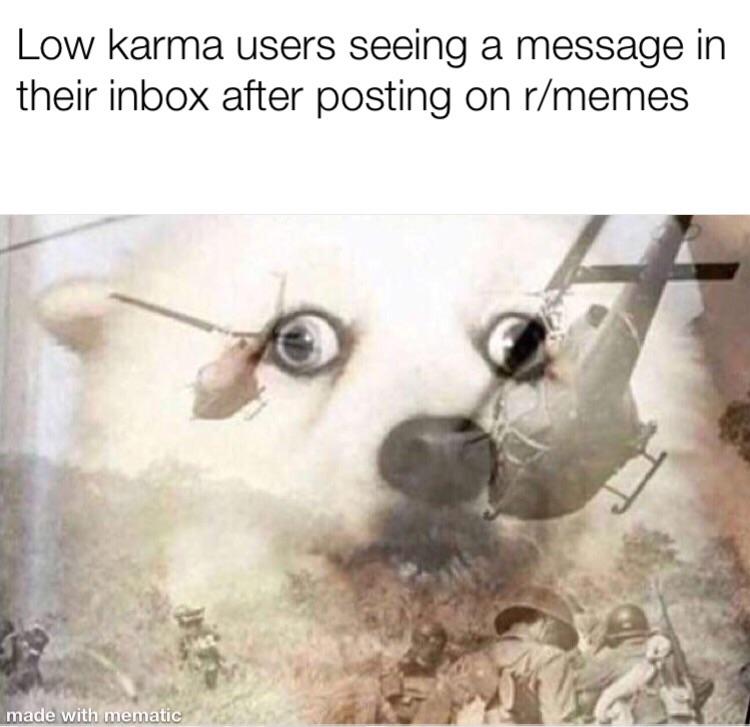 Low karma users seeing a message in
their inbox after posting on r/memes
made with mematic